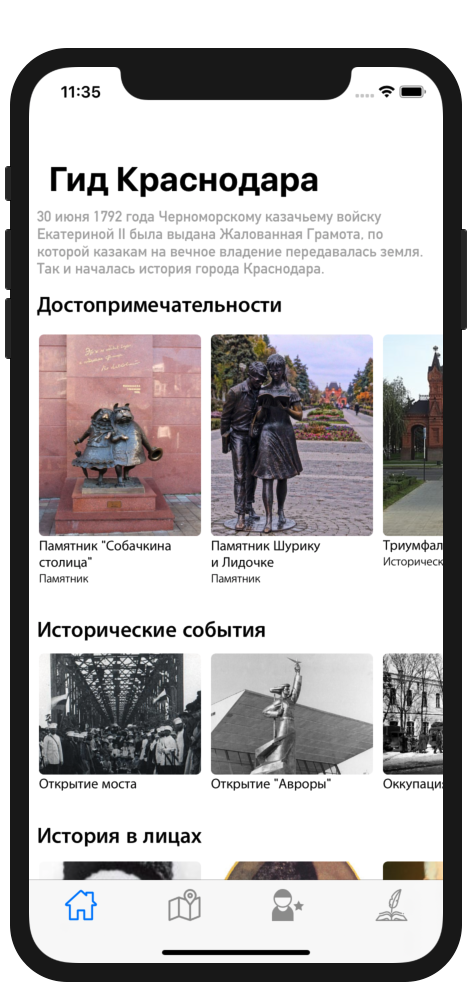 11:35
Гид Краснодара
30 июня 1792 года Черноморскому казачьему войску
Екатериной II была выдана Жалованная Грамота, по
которой казакам на вечное владение передавалась земля.
Так и началась история города Краснодара.
Достопримечательности
Памятник "Собачкина
столица"
Памятник
Памятник Шурику
и Лидочке
Памятник
Триумфал
Историческ
Исторические события
Открытие моста
Открытие "Авроры"
Оккупаци
История в лицах